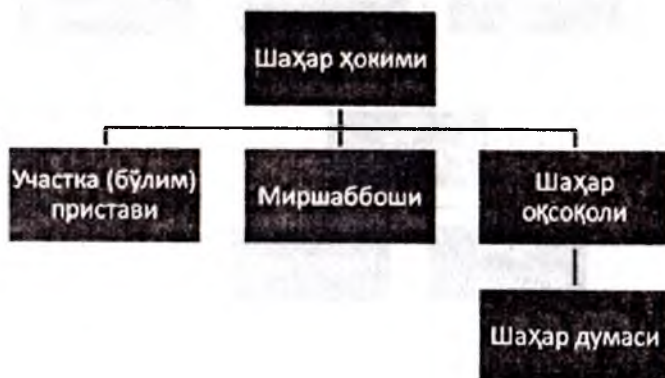 Шаҳар ҳокими
Участка (бўлим)
пристави
Миршаббоши
Шаҳар
оқсоқоли
Шаҳар думаси